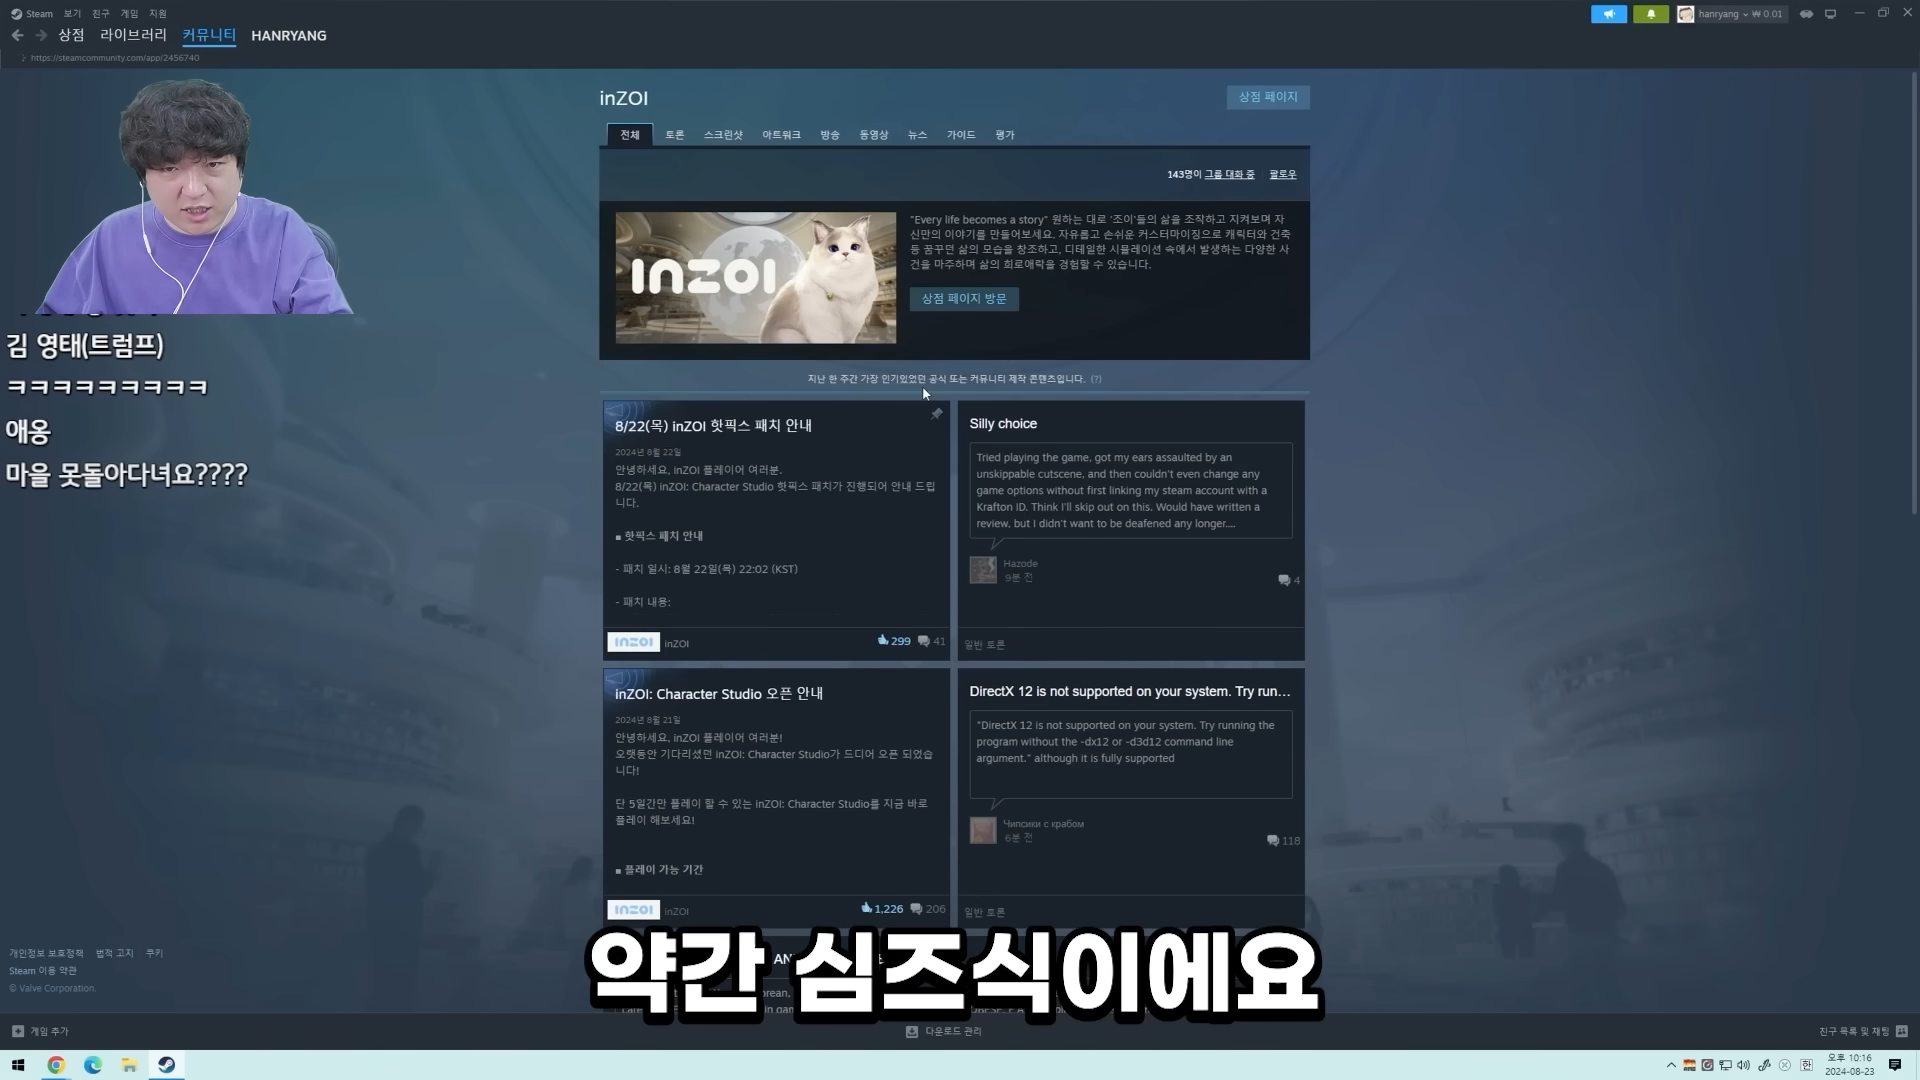 Steam 보기 친구 게임 지원
hanryang ₩ 0.01
상점 라이브러리 커뮤니티 HANRYANG
https://steamcommunity.com/app/2456740
inZOI
상점 페이지
전체 토론 스크린샷 아트워크 방송 동영상 뉴스 가이드 평가
143명이 그룹 대화 중 팔로우
INZOI
"Every life becomes a story" 원하는 대로 '조이'들의 삶을 조작하고 지켜보며 자
신만의 이야기를 만들어보세요. 자유롭고 손쉬운 커스터마이징으로 캐릭터와 건축
등 꿈꾸던 삶의 모습을 창조하고, 디테일한 시뮬레이션 속에서 발생하는 다양한 사
건을 마주하며 삶의 희로애락을 경험할 수 있습니다.
상점 페이지 방문
김 영태(트럼프)
ㅋㅋㅋㅋㅋㅋㅋㅋㅋ
애옹
마을 못돌아다녀요????
지난 한 주간 가장 인기있었던 공식 또는 커뮤니티 제작 콘텐츠입니다. (?)
8/22(목) inZOI 핫픽스 패치 안내
2024년 8월 22일
안녕하세요, inZOI 플레이어 여러분.
8/22(목) inZOI: Character Studio 핫픽스 패치가 진행되어 안내 드립
니다.
■ 핫픽스 패치 안내
- 패치 일시: 8월 22일(목) 22:02 (KST)
- 패치 내용:
INZOI inZOI 299 41
Silly choice
Tried playing the game, got my ears assaulted by an
unskippable cutscene, and then couldn't even change any
game options without first linking my steam account with a
Krafton ID. Think I'll skip out on this. Would have written a
review, but I didn't want to be deafened any longer....
Hazode
9분 전
4
일반 토론
inZOI: Character Studio 오픈 안내
2024년 8월 21일
안녕하세요, inZOI 플레이어 여러분!
오랫동안 기다리셨던 inZOI: Character Studio가 드디어 오픈 되었습
니다!
단 5일간만 플레이 할 수 있는 inZOI: Character Studio를 지금 바로
플레이 해보세요!
■ 플레이 가능 기간
INZOI inZOI 1,226 206
DirectX 12 is not supported on your system. Try run...
"DirectX 12 is not supported on your system. Try running the
program without the -dx12 or -d3d12 command line
argument." although it is fully supported
Чипсики с крабом
6분 전
118
일반 토론
약간 심즈식이에요
개인정보 보호정책 법적 고지 쿠키
Steam 이용 약관
© Valve Corporation.
게임 추가
다운로드 관리
친구 목록 및 채팅
한
오후 10:16
2024-08-23